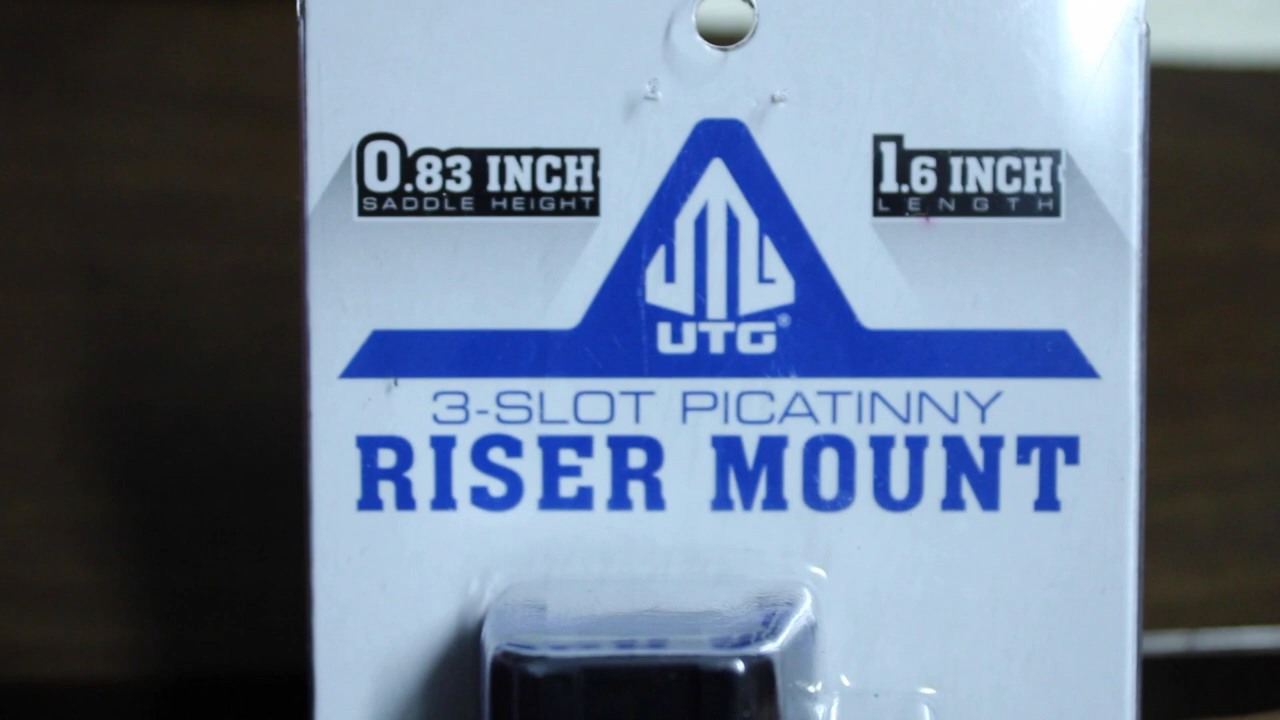 0.83 INCH
SADDLE HEIGHT
1.6 INCH
LENGTH
UTG®
3-SLOT PICATINNY
RISER MOUNT